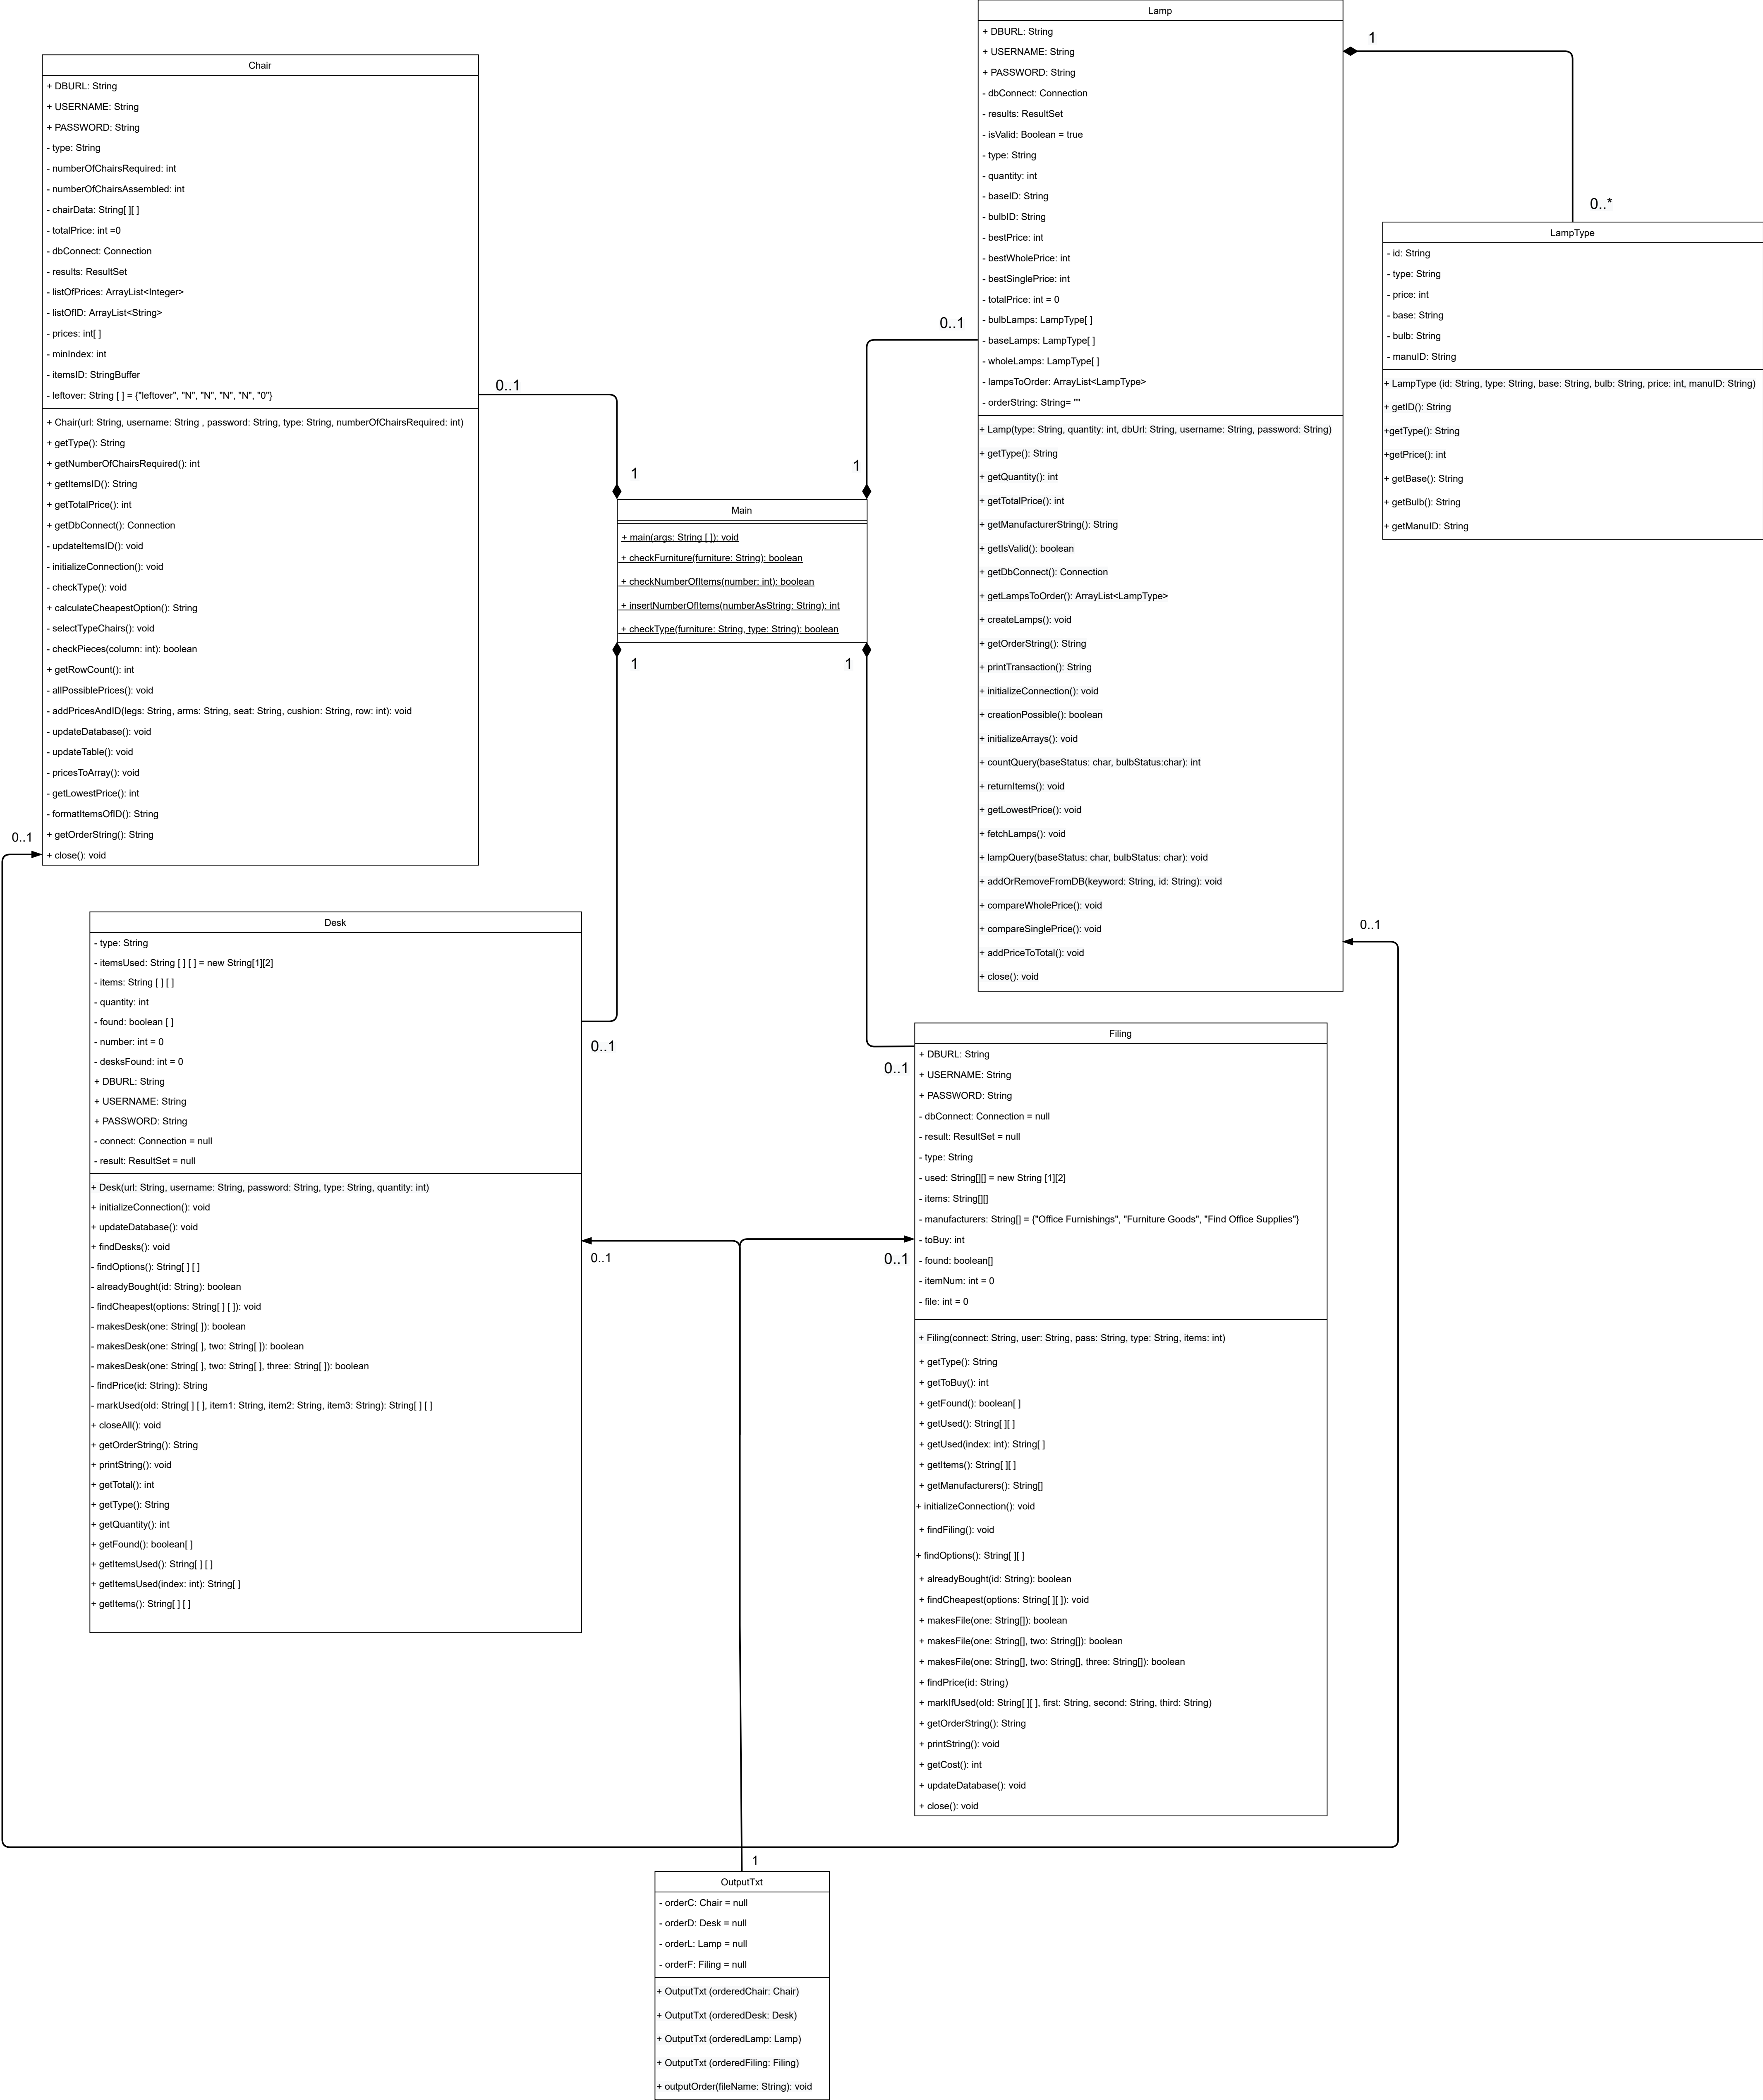 Lamp
+ DBURL: String
+ USERNAME: String
+ PASSWORD: String
- dbConnect: Connection
- results: ResultSet
- isValid: Boolean = true
- type: String
- quantity: int
- baseID: String
- bulbID: String
- bestPrice: int
- bestWholePrice: int
- bestSinglePrice: int
- totalPrice: int = 0
- bulbLamps: LampType[ ]
- baseLamps: LampType[ ]
- wholeLamps: LampType[ ]
- lampsToOrder: ArrayList<LampType>
- orderString: String= ""
+ Lamp(type: String, quantity: int, dbUrl: String, username: String, password: String)
+ getType(): String
+ getQuantity(): int
+ getTotalPrice(): int
+ getManufacturerString(): String
+ getIsValid(): boolean
+ getDbConnect(): Connection
+ getLampsToOrder(): ArrayList<LampType>
+ createLamps(): void
+ getOrderString(): String
+ printTransaction(): String
+ initializeConnection(): void
+ creationPossible(): boolean
+ initializeArrays(): void
+ countQuery(baseStatus: char, bulbStatus:char): int
+ returnItems(): void
+ getLowestPrice(): void
+ fetchLamps(): void
+ lampQuery(baseStatus: char, bulbStatus: char): void
+ addOrRemoveFromDB(keyword: String, id: String): void
+ compareWholePrice(): void
+ compareSinglePrice(): void
+ addPriceToTotal(): void
+ close(): void
1
0..*
LampType
- id: String
- type: String
- price: int
- base: String
- bulb: String
- manuID: String
+ LampType (id: String, type: String, base: String, bulb: String, price: int, manuID: String)
+ getID(): String
+getType(): String
+getPrice(): int
+ getBase(): String
+ getBulb(): String
+ getManuID: String
Chair
+ DBURL: String
+ USERNAME: String
+ PASSWORD: String
- type: String
- numberOfChairsRequired: int
- numberOfChairsAssembled: int
- chairData: String[ ][ ]
- totalPrice: int =0
- dbConnect: Connection
- results: ResultSet
- listOfPrices: ArrayList<Integer>
- listOfID: ArrayList<String>
- prices: int[ ]
- minIndex: int
- itemsID: StringBuffer
- leftover: String [ ] = {"leftover", "N", "N", "N", "N", "0"}
+ Chair(url: String, username: String , password: String, type: String, numberOfChairsRequired: int)
+ getType(): String
+ getNumberOfChairsRequired(): int
+ getItemsID(): String
+ getTotalPrice(): int
+ getDbConnect(): Connection
- updateItemsID(): void
- initializeConnection(): void
- checkType(): void
+ calculateCheapestOption(): String
- selectTypeChairs(): void
- checkPieces(column: int): boolean
+ getRowCount(): int
- allPossiblePrices(): void
- addPricesAndID(legs: String, arms: String, seat: String, cushion: String, row: int): void
- updateDatabase(): void
- updateTable(): void
- pricesToArray(): void
- getLowestPrice(): int
- formatItemsOfID(): String
+ getOrderString(): String
+ close(): void
0..1
0..1
0..1
1
1
Main
+ main(args: String [ ]): void
+ checkFurniture(furniture: String): boolean
+ checkNumberOfItems(number: int): boolean
+ insertNumberOfItems(numberAsString: String): int
+ checkType(furniture: String, type: String): boolean
1
1
0..1
Desk
- type: String
- itemsUsed: String [ ] [ ] = new String[1][2]
- items: String [ ] [ ]
- quantity: int
- found: boolean [ ]
- number: int = 0
- desksFound: int = 0
+ DBURL: String
+ USERNAME: String
+ PASSWORD: String
- connect: Connection = null
- result: ResultSet = null
+ Desk(url: String, username: String, password: String, type: String, quantity: int)
+ initializeConnection(): void
+ updateDatabase(): void
+ findDesks(): void
- findOptions(): String[ ] [ ]
- alreadyBought(id: String): boolean
- findCheapest(options: String[ ] [ ]): void
- makesDesk(one: String[ ]): boolean
- makesDesk(one: String[ ], two: String[ ]): boolean
- makesDesk(one: String[ ], two: String[ ], three: String[ ]): boolean
- findPrice(id: String): String
- markUsed(old: String[ ] [ ], item1: String, item2: String, item3: String): String[ ] [ ]
+ closeAll(): void
+ getOrderString(): String
+ printString(): void
+ getTotal(): int
+ getType(): String
+ getQuantity(): int
+ getFound(): boolean[ ]
+ getItemsUsed(): String[ ] [ ]
+ getItemsUsed(index: int): String[ ]
+ getItems(): String[ ] [ ]
0..1
0..1
0..1
0..1
Filing
+ DBURL: String
+ USERNAME: String
+ PASSWORD: String
- dbConnect: Connection = null
- result: ResultSet = null
- type: String
- used: String[][] = new String [1][2]
- items: String[][]
- manufacturers: String[] = {"Office Furnishings", "Furniture Goods", "Find Office Supplies"}
- toBuy: int
- found: boolean[]
- itemNum: int = 0
- file: int = 0
+ Filing(connect: String, user: String, pass: String, type: String, items: int)
+ getType(): String
+ getToBuy(): int
+ getFound(): boolean[ ]
+ getUsed(): String[ ][ ]
+ getUsed(index: int): String[ ]
+ getItems(): String[ ][ ]
+ getManufacturers(): String[]
+ initializeConnection(): void
+ findFiling(): void
+ findOptions(): String[ ][ ]
+ alreadyBought(id: String): boolean
+ findCheapest(options: String[ ][ ]): void
+ makesFile(one: String[]): boolean
+ makesFile(one: String[], two: String[]): boolean
+ makesFile(one: String[], two: String[], three: String[]): boolean
+ findPrice(id: String)
+ markIfUsed(old: String[ ][ ], first: String, second: String, third: String)
+ getOrderString(): String
+ printString(): void
+ getCost(): int
+ updateDatabase(): void
+ close(): void
1
OutputTxt
- orderC: Chair = null
- orderD: Desk = null
- orderL: Lamp = null
- orderF: Filing = null
+ OutputTxt (orderedChair: Chair)
+ OutputTxt (orderedDesk: Desk)
+ OutputTxt (orderedLamp: Lamp)
+ OutputTxt (orderedFiling: Filing)
+ outputOrder(fileName: String): void